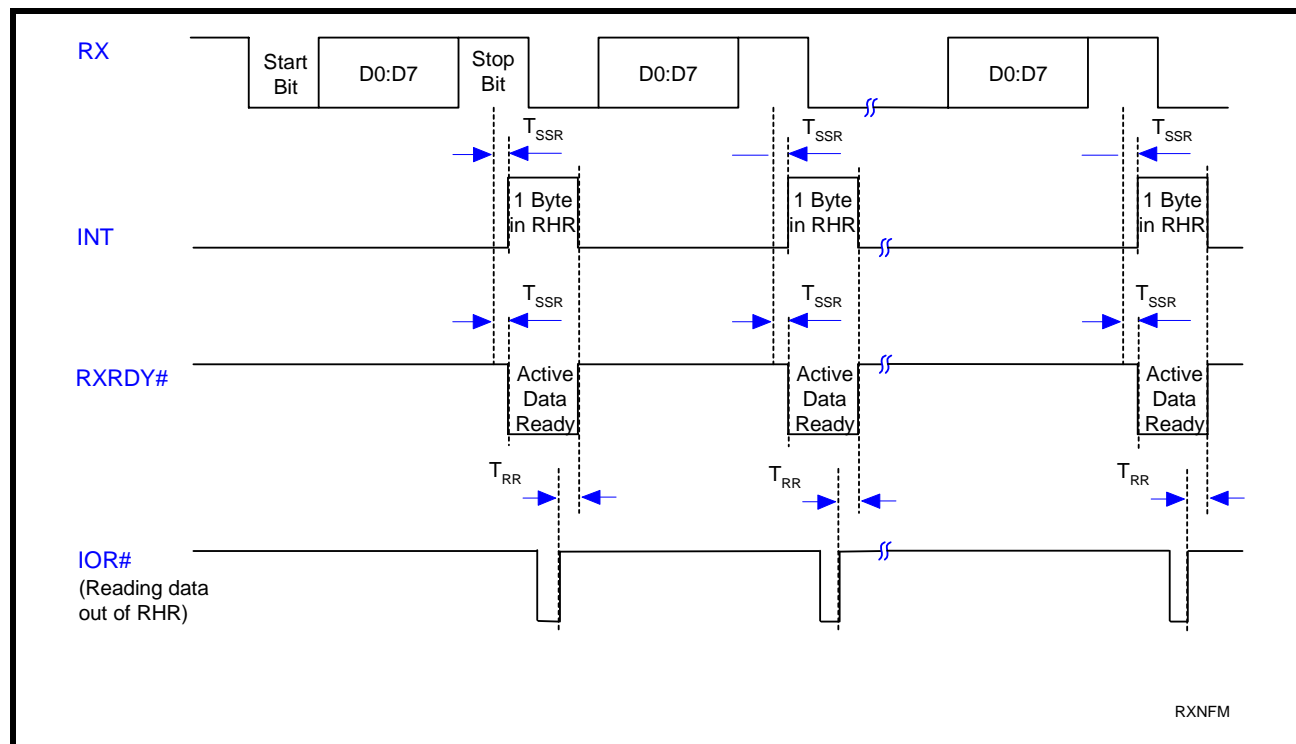 RX
Start
Bit
D0:D7
Stop
Bit
D0:D7
D0:D7
TSSR
TSSR
TSSR
INT
1 Byte
in RHR
1 Byte
in RHR
1 Byte
in RHR
TSSR
TSSR
TSSR
RXRDY#
Active
Data
Ready
Active
Data
Ready
Active
Data
Ready
TRR
TRR
TRR
IOR#
(Reading data
out of RHR)
RXNFM